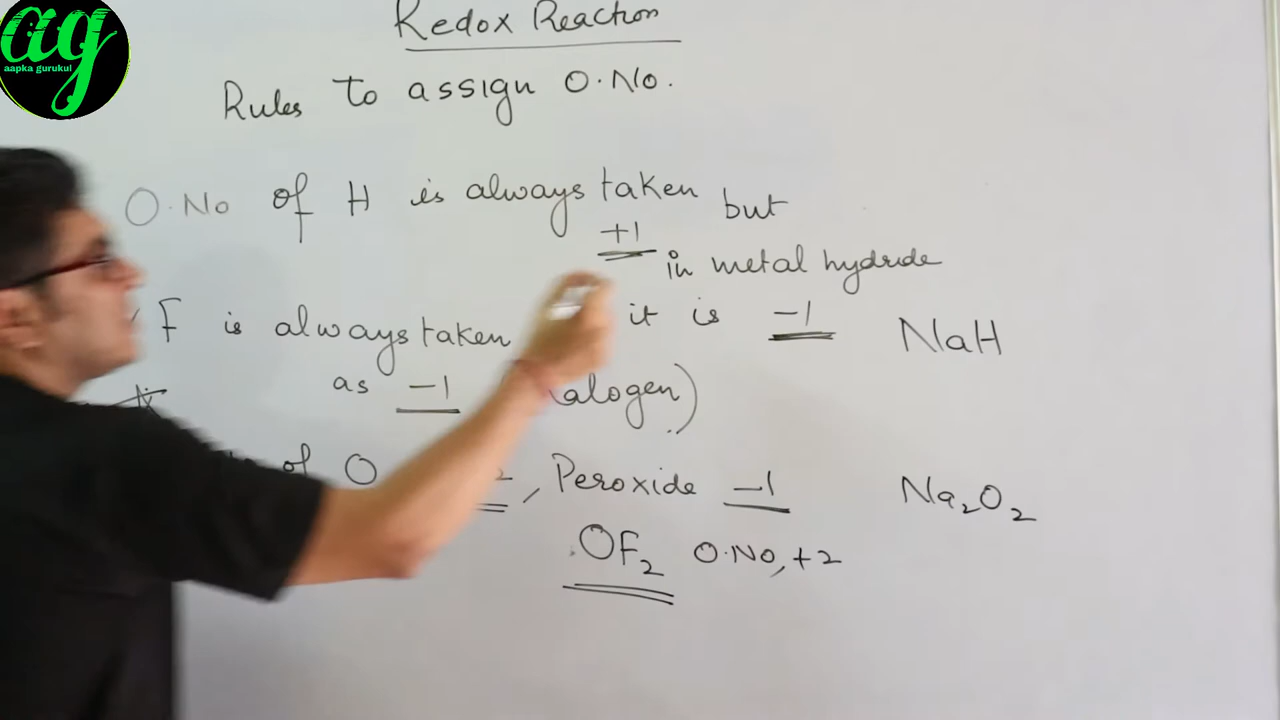 ag
aapka gurukul
Redox Reaction
Rules to assign O.No.
O.No of H is always taken but
+1
in metal hydride
it is -1 NaH
F is always taken
as -1 alogen)
of O 2, Peroxide -1 Na₂O₂
OF₂ O.No, +2